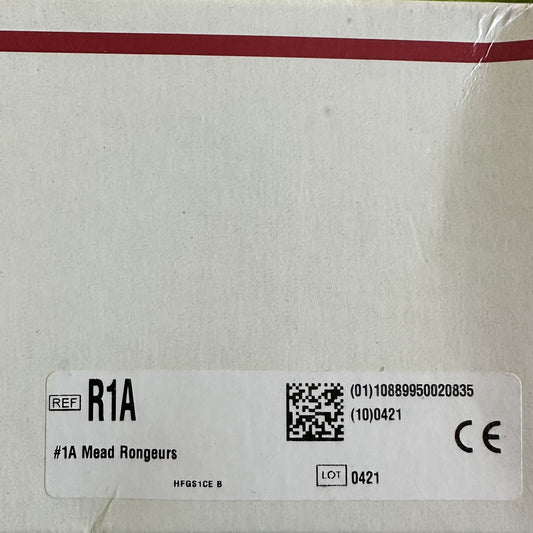 REF R1A
#1A Mead Rongeurs
HFGS1CE B
(01)10889950020835
(10)0421
LOT 0421
CE